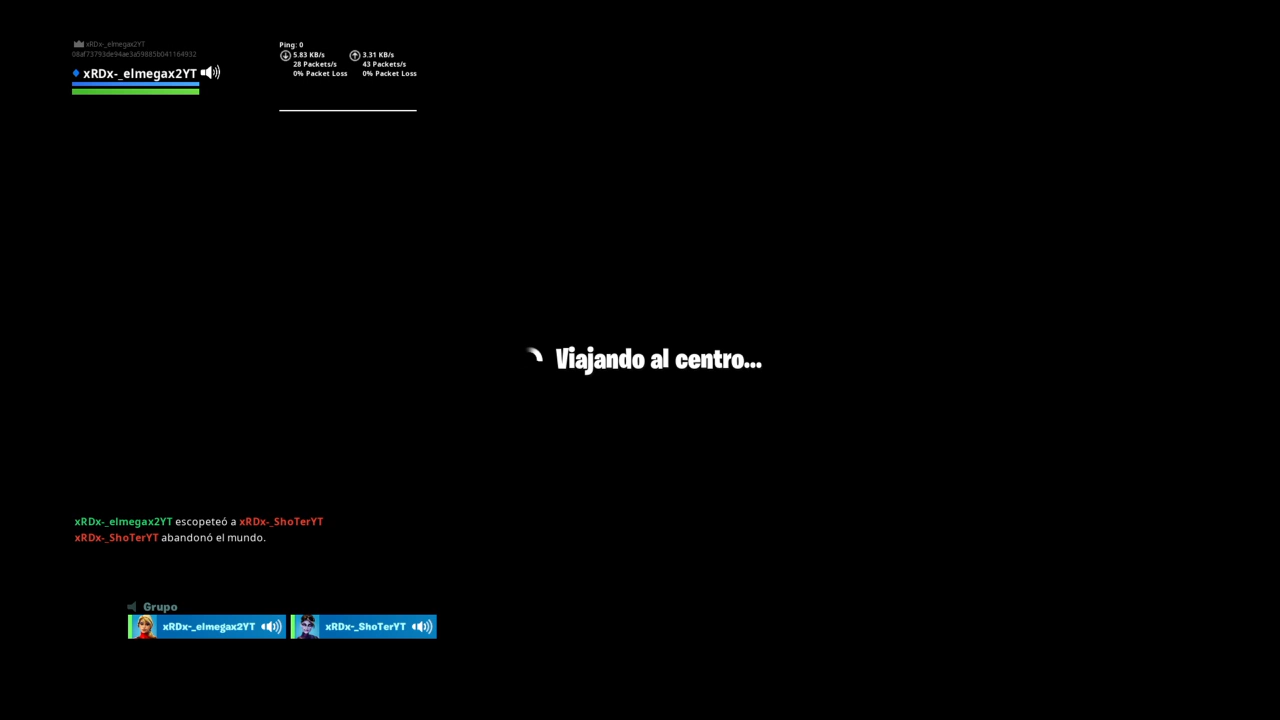 xRDx-_elmegax2YT
08af73793de94ae3a59885b041164932
xRDx-_elmegax2YT
Ping: 0
5.83 KB/s 3.31 KB/s
28 Packets/s 43 Packets/s
0% Packet Loss 0% Packet Loss
Viajando al centro...
xRDx-_elmegax2YT escopeteó a xRDx-_ShoTerYT
xRDx-_ShoTerYT abandonó el mundo.
Grupo
xRDx-_elmegax2YT xRDx-_ShoTerYT